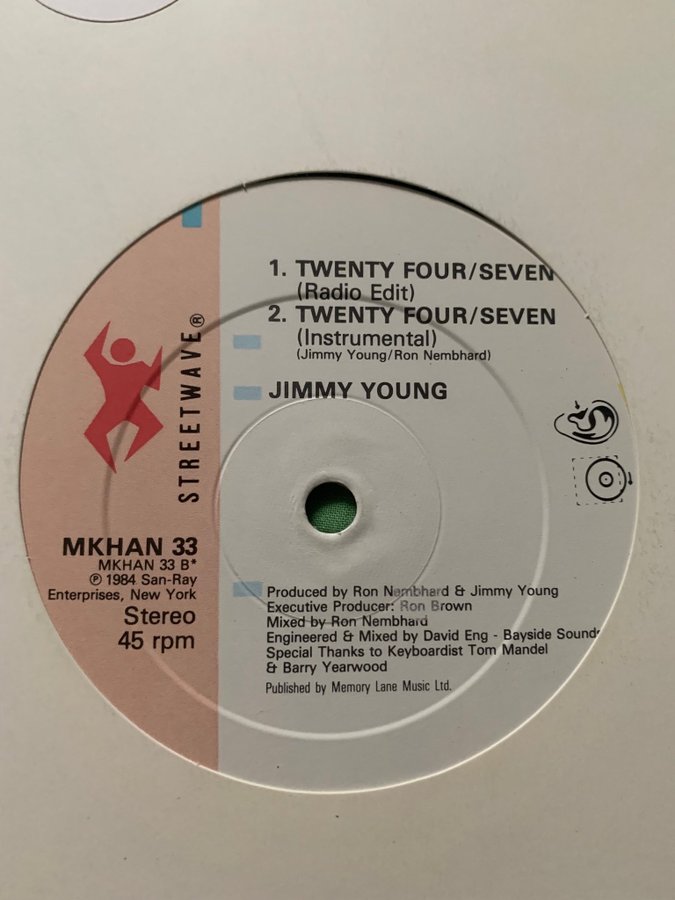 1. TWENTY FOUR/SEVEN
(Radio Edit)
2. TWENTY FOUR/SEVEN
(Instrumental)
(Jimmy Young/Ron Nembhard)
JIMMY YOUNG
STREETWAVE®
MKHAN 33
MKHAN 33 B*
℗ 1984 San-Ray
Enterprises, New York
Stereo
45 rpm
Produced by Ron Nembhard & Jimmy Young
Executive Producer: Ron Brown
Mixed by Ron Nembhard
Engineered & Mixed by David Eng - Bayside Sounds
Special Thanks to Keyboardist Tom Mandel
& Barry Yearwood
Published by Memory Lane Music Ltd.